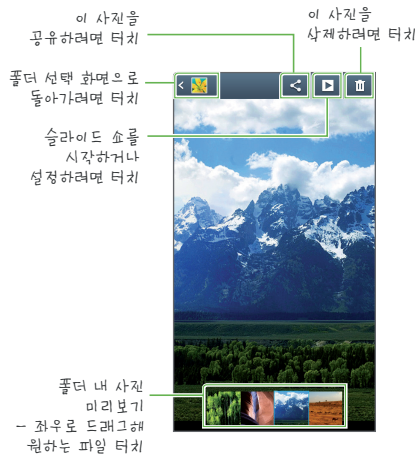 이 사진을
공유하려면 터치
이 사진을
삭제하려면 터치
폴더 선택 화면으로
돌아가려면 터치
슬라이드 쇼를
시작하거나
설정하려면 터치
폴더 내 사진
미리보기
- 좌우로 드래그해
원하는 파일 터치